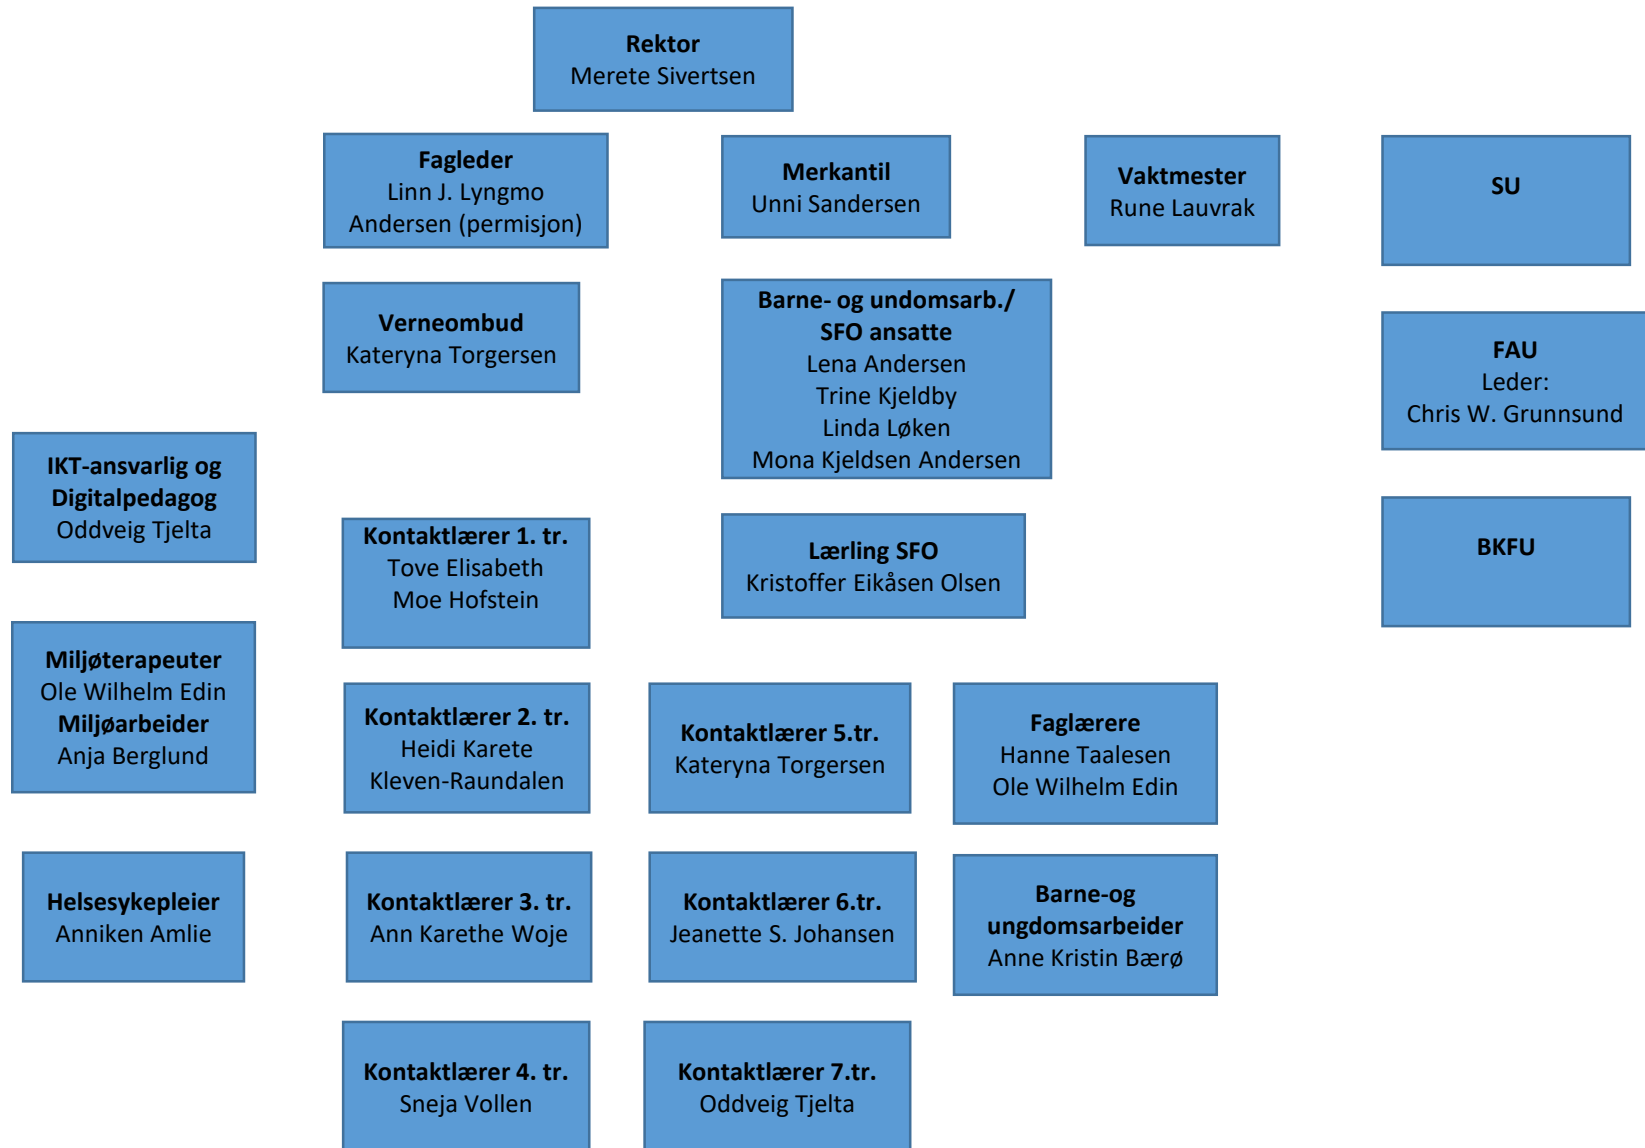 Rektor
Merete Sivertsen
Fagleder
Linn J. Lyngmo
Andersen (permisjon)
Merkantil
Unni Sandersen
Vaktmester
Rune Lauvrak
SU
Verneombud
Kateryna Torgersen
Barne- og undomsarb./
SFO ansatte
Lena Andersen
Trine Kjeldby
Linda Løken
Mona Kjeldsen Andersen
FAU
Leder:
Chris W. Grunnsund
IKT-ansvarlig og
Digitalpedagog
Oddveig Tjelta
Kontaktlærer 1. tr.
Tove Elisabeth
Moe Hofstein
Lærling SFO
Kristoffer Eikåsen Olsen
BKFU
Miljøterapeuter
Ole Wilhelm Edin
Miljøarbeider
Anja Berglund
Kontaktlærer 2. tr.
Heidi Karete
Kleven-Raundalen
Kontaktlærer 5.tr.
Kateryna Torgersen
Faglærere
Hanne Taalesen
Ole Wilhelm Edin
Helsesykepleier
Anniken Amlie
Kontaktlærer 3. tr.
Ann Karethe Woje
Kontaktlærer 6.tr.
Jeanette S. Johansen
Barne-og
ungdomsarbeider
Anne Kristin Bærø
Kontaktlærer 4. tr.
Sneja Vollen
Kontaktlærer 7.tr.
Oddveig Tjelta